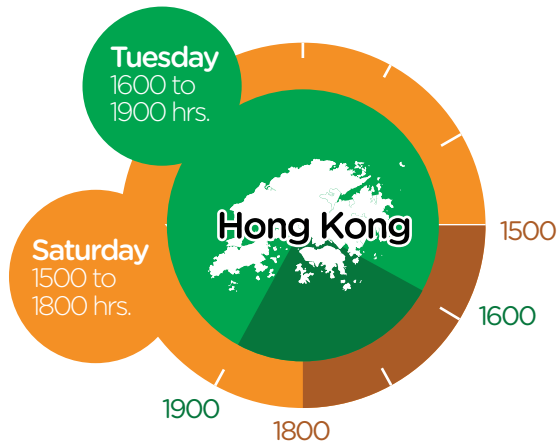 Tuesday
1600 to
1900 hrs.
Hong Kong
Saturday
1500 to
1800 hrs.
1500
1600
1900
1800